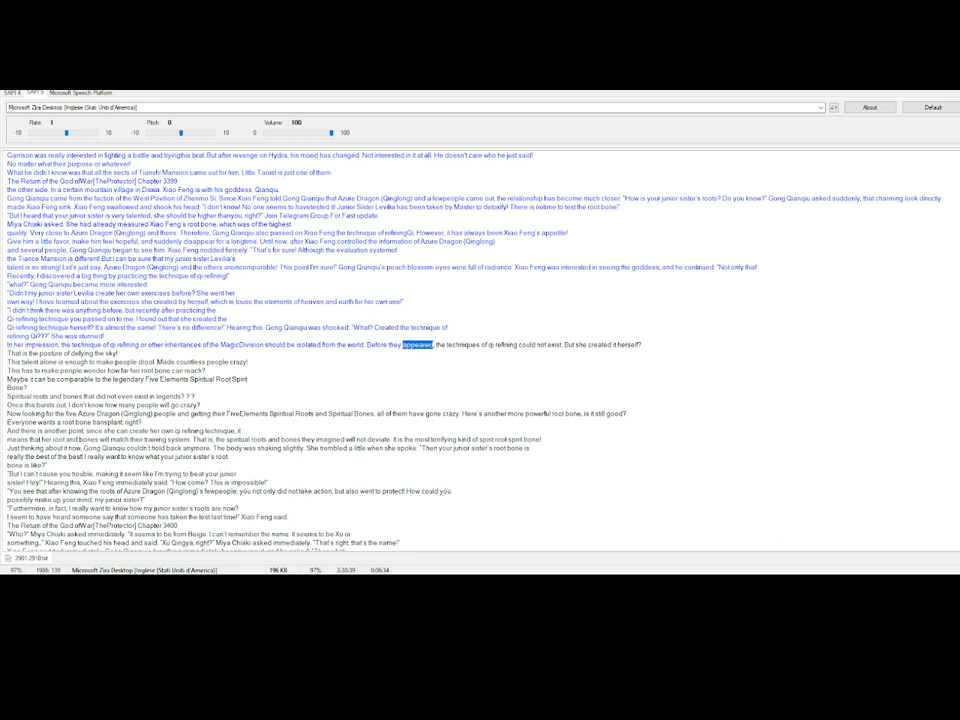 SAPI 4 SAPI 5 Microsoft Speech Platform
Microsoft Zira Desktop [Inglese (Stati Uniti d'America)] About Default
Rate: 1 Pitch: 0 Volume: 100
-10 10 -10 10 0 100
Garrison was really interested in fighting a battle and tryingthis brat. But after revenge on Hydra, his mood has changed. Not interested in it at all. He doesn't care who he just said!
No matter what their purpose or whatever!
What he didn't know was that all the sects of Tianshi Mansion came out for him. Little Taoist is just one of them.
The Return of the God ofWar[TheProtector] Chapter 3399
the other side. In a certain mountain village in Daxia. Xiao Feng is with his goddess, Qianqiu.
Gong Qianqiu came from the faction of the West Pavilion of Zhenmo Si. Since Xiao Feng told Gong Qianqiu that Azure Dragon (Qinglong) and a fewpeople came out, the relationship has become much closer. "How is your junior sister's roots? Do you know?" Gong Qianqiu asked suddenly, that charming look directly
made Xiao Feng sink. Xiao Feng swallowed and shook his head: "I don't know! No one seems to havetested it! Junior Sister Levilia has been taken by Master to detoxify! There is notime to test the root bone!"
"But I heard that your junior sister is very talented, she should be higher thanyou, right?" Join Telegram Group For Fast update
Miya Chiaki asked. She had already measured Xiao Feng's root bone, which was of the highest
quality. Very close to Azure Dragon (Qinglong) and theirs. Therefore, Gong Qianqiu also passed on Xiao Feng the technique of refiningQi. However, it has always been Xiao Feng's appetite!
Give him a little favor, make him feel hopeful, and suddenly disappear for a longtime. Until now, after Xiao Feng controlled the information of Azure Dragon (Qinglong)
and several people, Gong Qianqiu began to see him. Xiao Feng nodded fiercely: "That's for sure! Although the evaluation systemof
the Tiance Mansion is different! But I can be sure that my junior sister Levilia's
talent is so strong! Let's just say, Azure Dragon (Qinglong) and the others areincomparable! This point I'm sure!" Gong Qianqiu's peach blossom eyes were full of radiance. Xiao Feng was interested in seeing the goddess, and he continued: "Not only that!
Recently, I discovered a big thing by practicing the technique of qi refining!"
"what?" Gong Qianqiu became more interested.
"Didn't my junior sister Levilia create her own exercises before? She went her
own way! I have learned about the exercises she created by herself, which is touse the elements of heaven and earth for her own use!"
"I didn't think there was anything before, but recently after practicing the
Qi-refining technique you passed on to me, I found out that she created the
Qi-refining technique herself? It's almost the same! There's no difference!" Hearing this, Gong Qianqiu was shocked: "What? Created the technique of
refining Qi???" She was stunned!
In her impression, the technique of qi refining or other inheritances of the MagicDivision should be isolated from the world. Before they appeared, the techniques of qi refining could not exist. But she created it herself?
That is the posture of defying the sky!
This talent alone is enough to make people drool. Made countless people crazy!
This has to make people wonder how far her root bone can reach?
Maybe it can be comparable to the legendary Five Elements Spiritual Root Spirit
Bone?
Spiritual roots and bones that did not even exist in legends? ? ?
Once this bursts out, I don't know how many people will go crazy?
Now looking for the five Azure Dragon (Qinglong) people and getting their FiveElements Spiritual Roots and Spiritual Bones, all of them have gone crazy. Here's another more powerful root bone, is it still good?
Everyone wants a root bone transplant, right?
And there is another point, since she can create her own qi refining technique, it
means that her root and bones will match their training system. That is, the spiritual roots and bones they imagined will not deviate. It is the most terrifying kind of spirit root spirit bone!
Just thinking about it now, Gong Qianqiu couldn't hold back anymore. The body was shaking slightly. She trembled a little when she spoke: "Then your junior sister's root bone is
really the best of the best! I really want to know what your junior sister's root
bone is like?"
"But I can't cause you trouble, making it seem like I'm trying to beat your junior
sister! Hey!" Hearing this, Xiao Feng immediately said: "How come? This is impossible!"
"You see that after knowing the roots of Azure Dragon (Qinglong)'s fewpeople, you not only did not take action, but also went to protect! How could you
possibly make up your mind, my junior sister?"
"Furthermore, in fact, I really want to know how my junior sister's roots are now?
I seem to have heard someone say that someone has taken the test last time!" Xiao Feng said.
The Return of the God ofWar[TheProtector] Chapter 3400
"Who?" Miya Chiaki asked immediately. "It seems to be from Beige. I can't remember the name. It seems to be Xu or
something..." Xiao Feng touched his head and said. "Xu Qingya, right?" Miya Chiaki asked immediately. "That's right, that's the name!"
2901-2910.txt
97% 1986: 139 Microsoft Zira Desktop [Inglese (Stati Uniti d'America)] 196 KB 97% 3:30:39 0:06:34